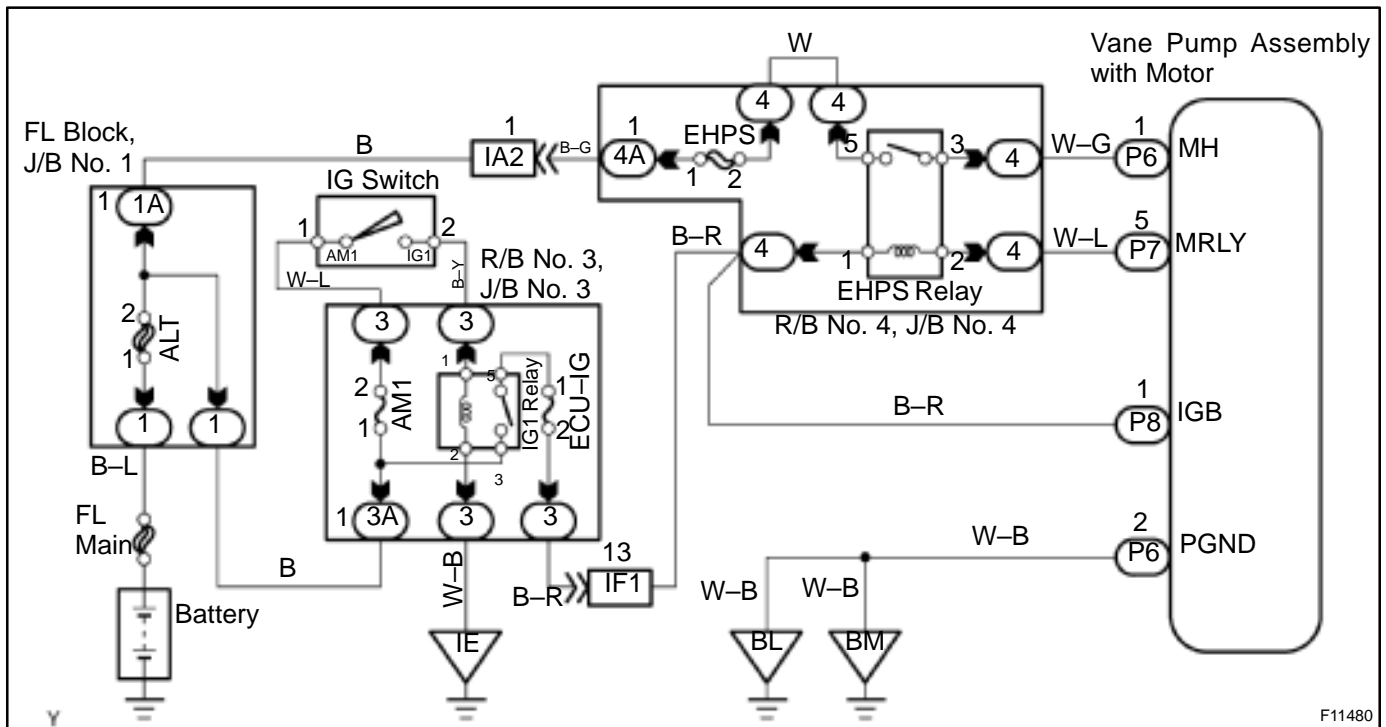 W
Vane Pump Assembly
with Motor
FL Block,
J/B No. 1
B
1
IA2
B–G
1
4A
EHPS
1
2
4
4
5
3
4
W–G
1
P6
MH
1
1A
IG Switch
1
2
AM1
IG1
W–L
B–Y
R/B No. 3,
J/B No. 3
B–R
4
1
2
4
EHPS Relay
R/B No. 4, J/B No. 4
W–L
5
P7
MRLY
2
1
ALT
1
1
3
3
2
1
AM1
1
5
2
3
IG1 Relay
1
2
ECU–IG
B–R
1
P8
IGB
B–L
FL
Main
1
3A
3
3
B
W–B
B–R
13
IF1
2
P6
PGND
W–B
W–B
W–B
Battery
IE
BL
BM
Y
F11480